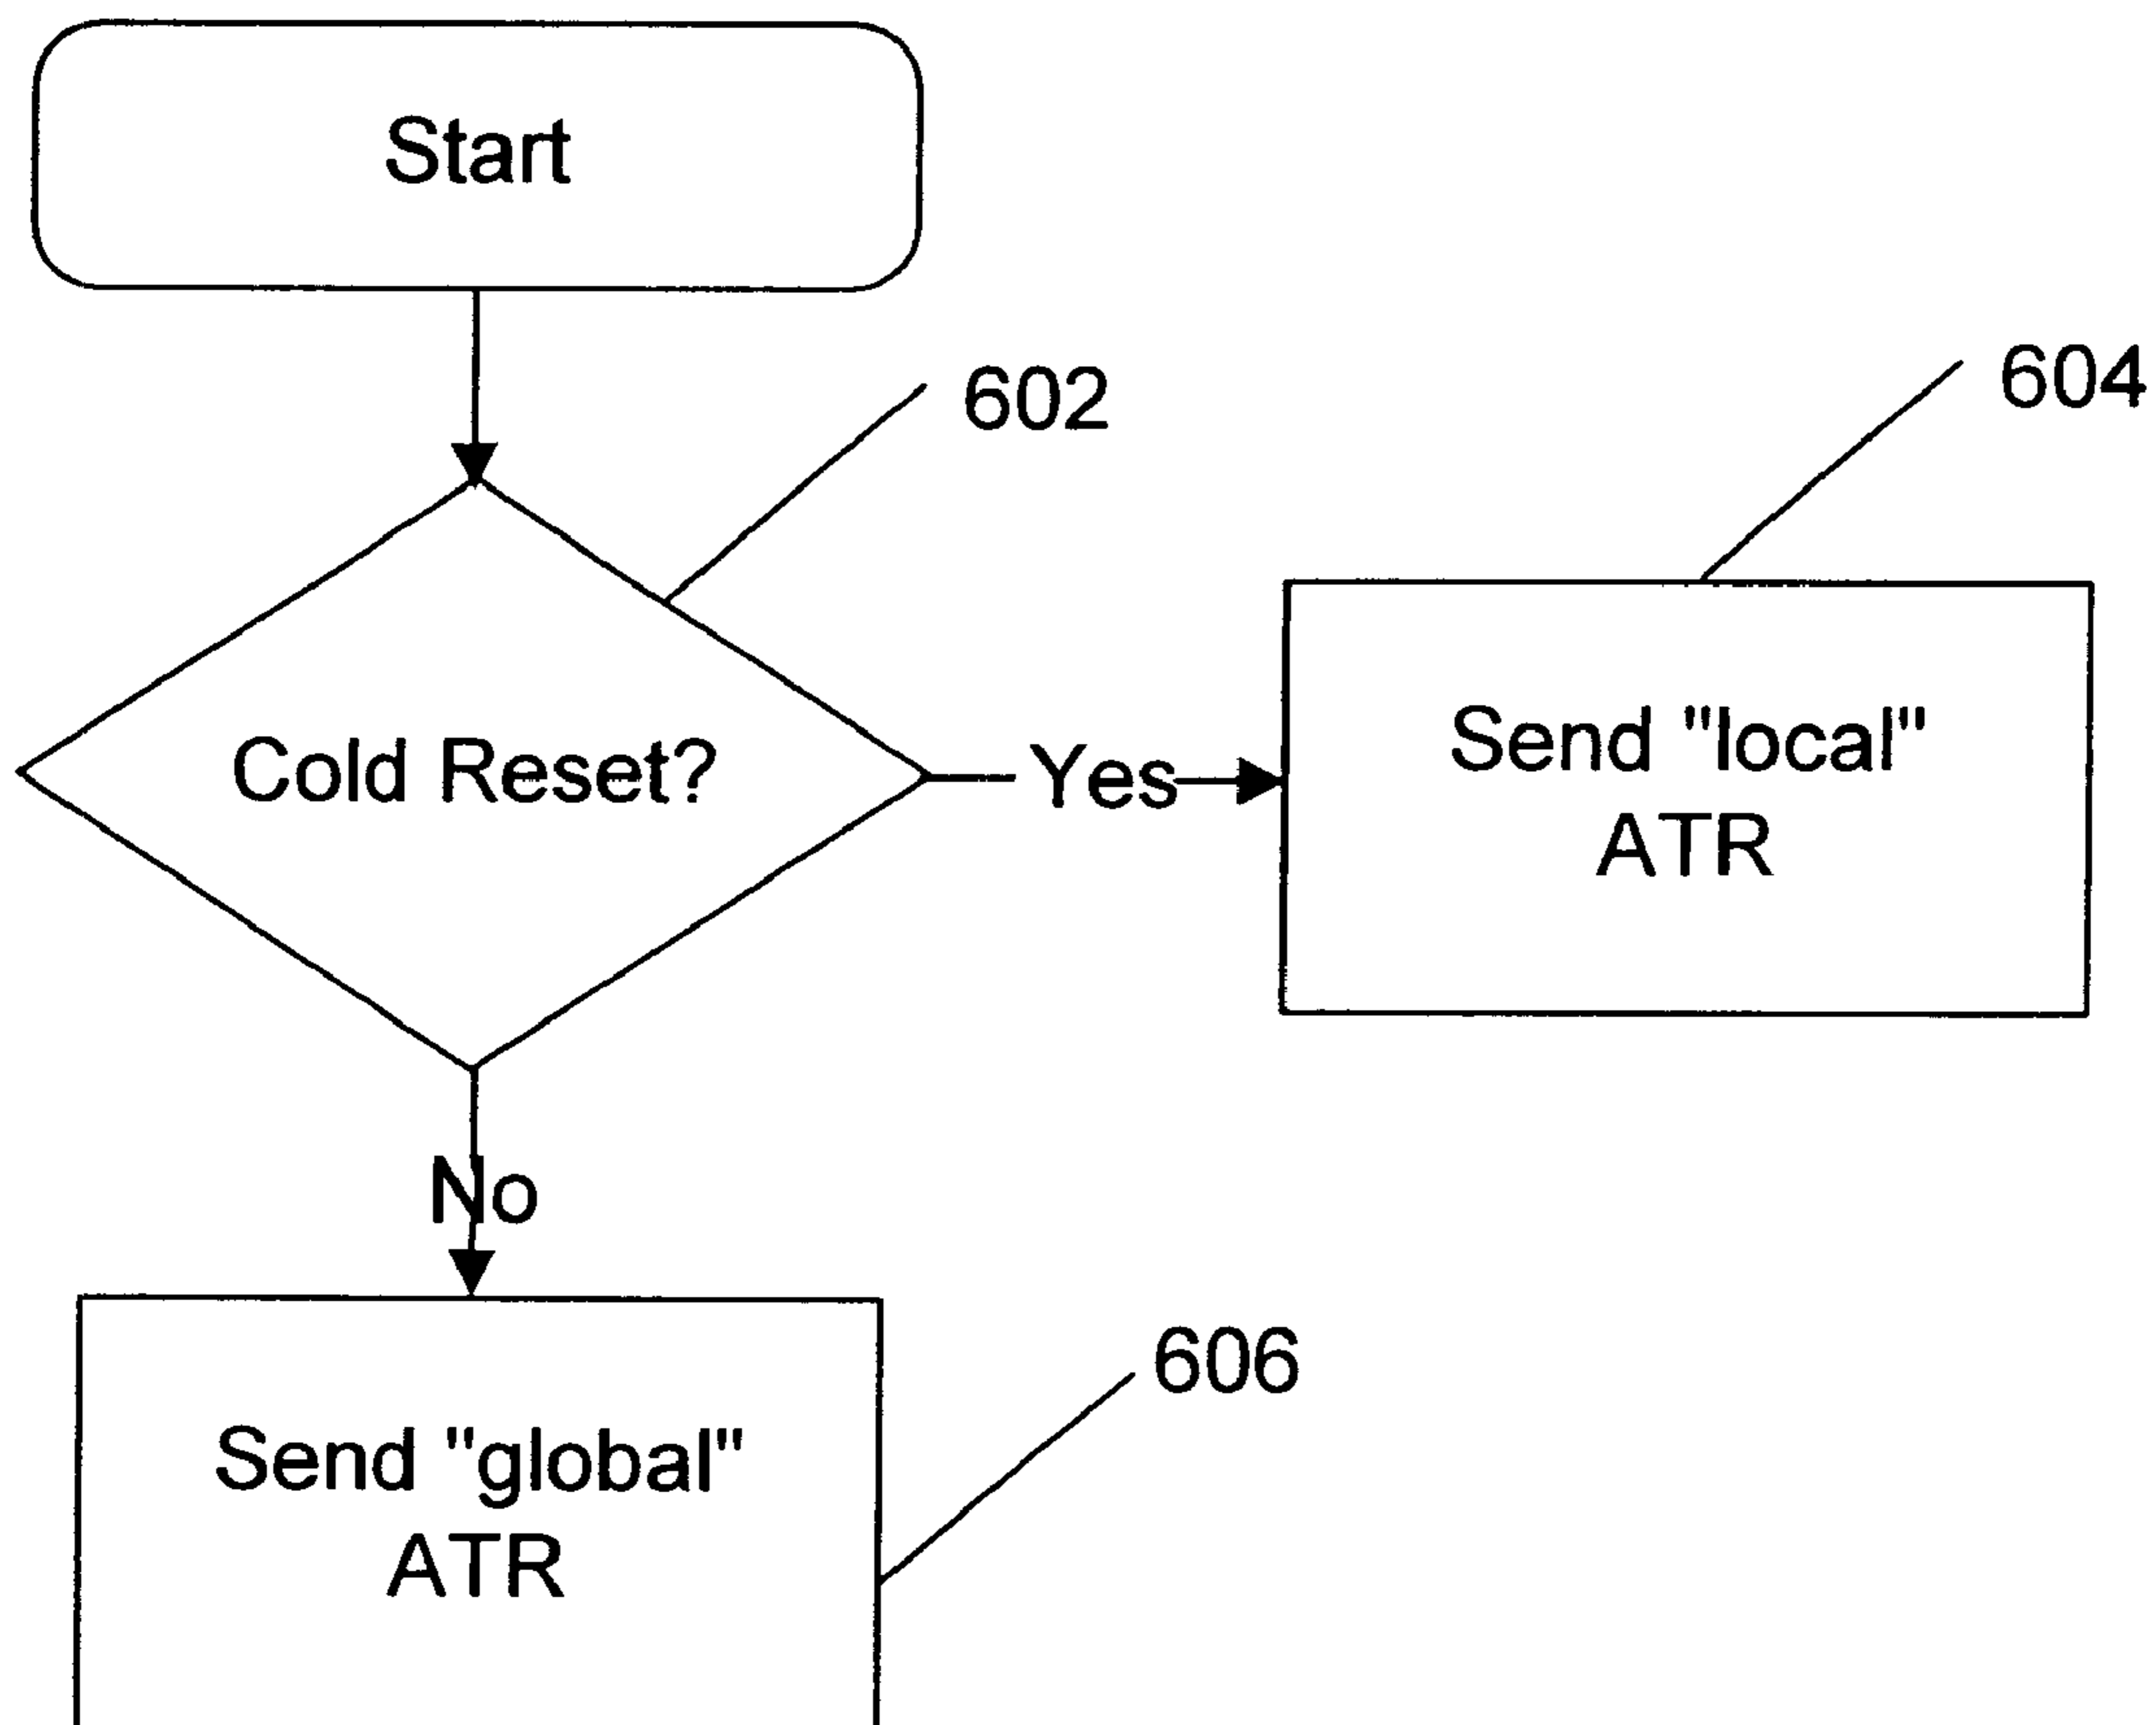 Start
602
604
Cold Reset?
Yes
Send "local"
ATR
No
606
Send "global"
ATR